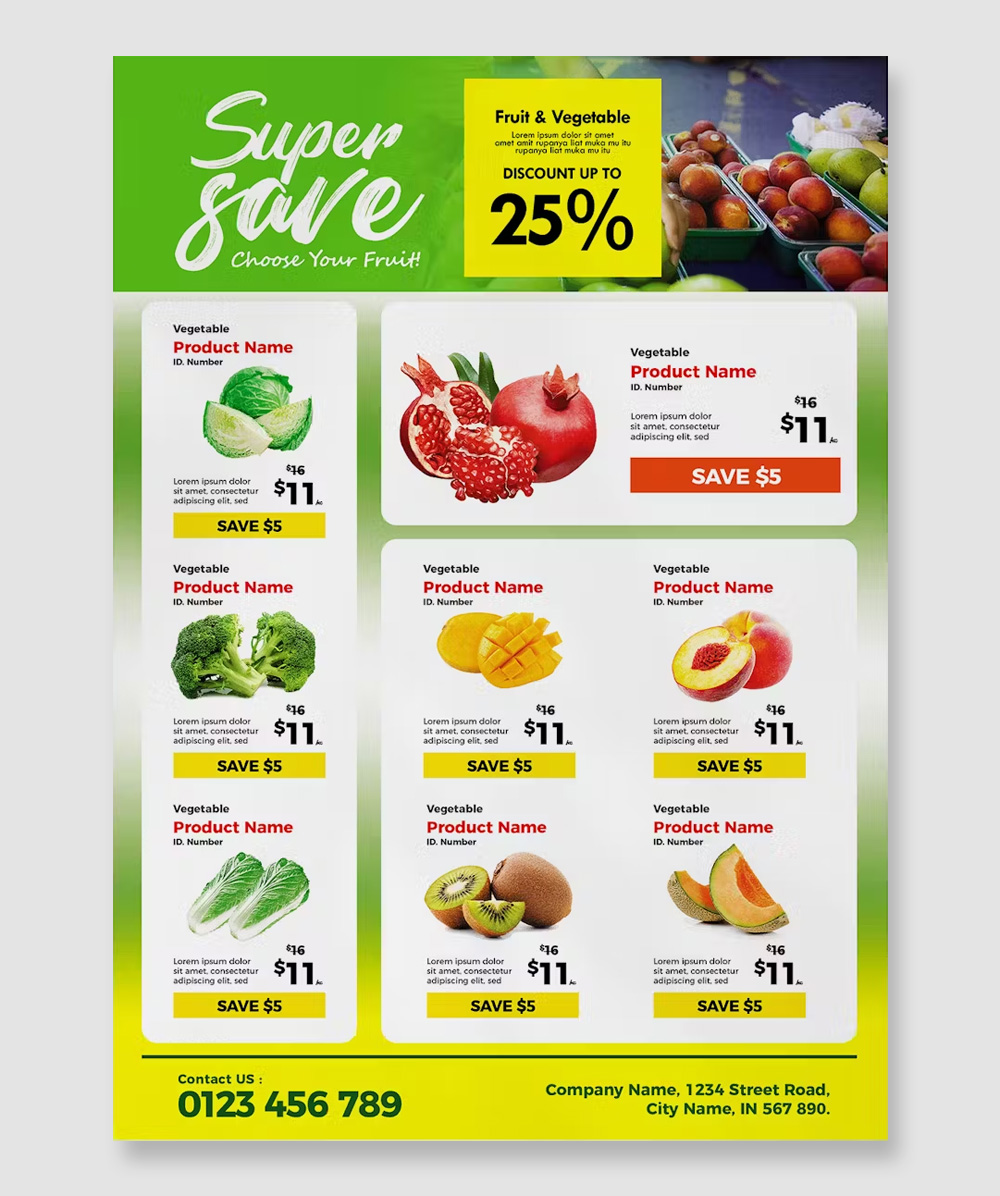 Super
save
Choose Your Fruit!
Fruit & Vegetable
Lorem ipsum dolor sit amet
amet amit rupanya liat muka mu itu
rupanya liat muka mu itu
DISCOUNT UP TO
25%
Vegetable
Product Name
ID. Number
$16
Lorem ipsum dolor
sit amet, consectetur
adipiscing elit, sed
$11
SAVE $5
Vegetable
Product Name
ID. Number
$16
Lorem ipsum dolor
sit amet, consectetur
adipiscing elit, sed
$11
SAVE $5
Vegetable
Product Name
ID. Number
$16
Lorem ipsum dolor
sit amet, consectetur
adipiscing elit, sed
$11
SAVE $5
Vegetable
Product Name
ID. Number
$16
Lorem ipsum dolor
sit amet, consectetur
adipiscing elit, sed
$11
SAVE $5
Vegetable
Product Name
ID. Number
$16
Lorem ipsum dolor
sit amet, consectetur
adipiscing elit, sed
$11
SAVE $5
Vegetable
Product Name
ID. Number
$16
Lorem ipsum dolor
sit amet, consectetur
adipiscing elit, sed
$11
SAVE $5
Vegetable
Product Name
ID. Number
$16
Lorem ipsum dolor
sit amet, consectetur
adipiscing elit, sed
$11
SAVE $5
Vegetable
Product Name
ID. Number
$16
Lorem ipsum dolor
sit amet, consectetur
adipiscing elit, sed
$11
SAVE $5
Contact US :
0123 456 789
Company Name, 1234 Street Road,
City Name, IN 567 890.